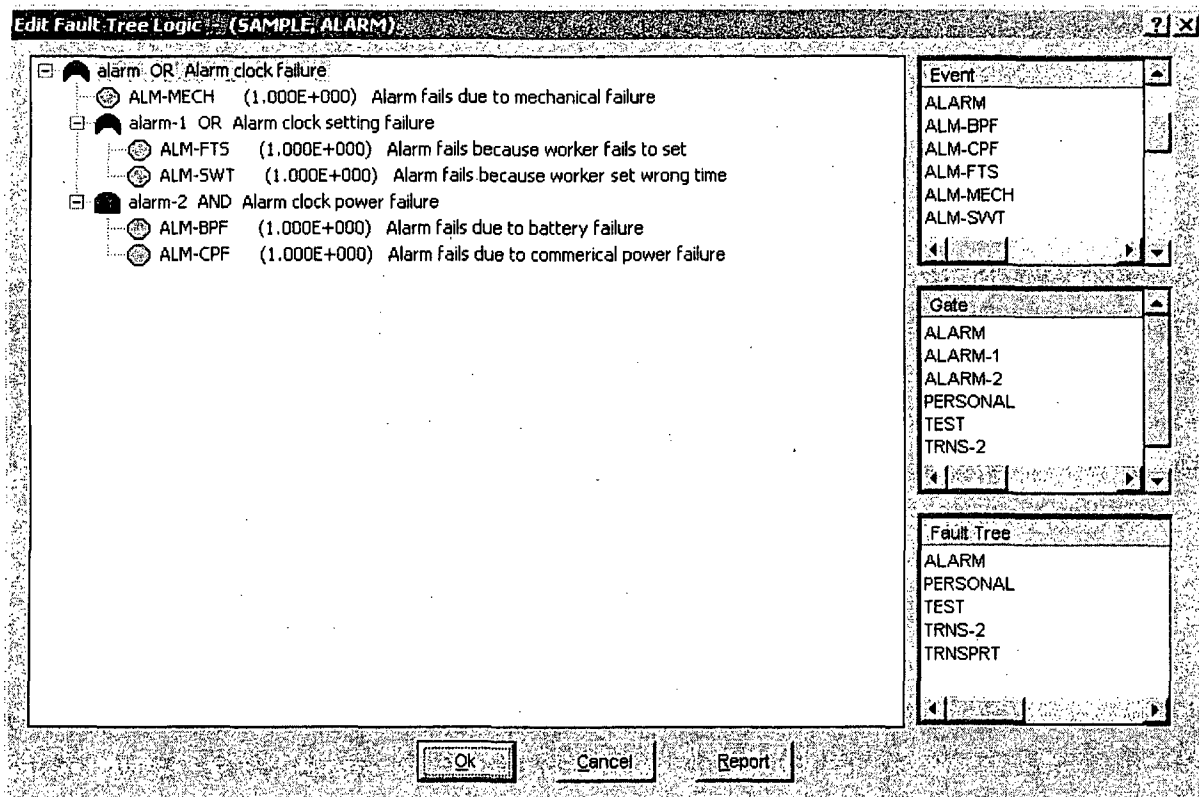 Edit Fault Tree Logic -- (SAMPLE, ALARM)
alarm OR Alarm clock failure
ALM-MECH (1.000E+000) Alarm fails due to mechanical failure
alarm-1 OR Alarm clock setting failure
ALM-FTS (1.000E+000) Alarm fails because worker fails to set
ALM-SWT (1.000E+000) Alarm fails because worker set wrong time
alarm-2 AND Alarm clock power failure
ALM-BPF (1.000E+000) Alarm fails due to battery failure
ALM-CPF (1.000E+000) Alarm fails due to commerical power failure
Event
ALARM
ALM-BPF
ALM-CPF
ALM-FTS
ALM-MECH
ALM-SWT
Gate
ALARM
ALARM-1
ALARM-2
PERSONAL
TEST
TRNS-2
Fault Tree
ALARM
PERSONAL
TEST
TRNS-2
TRNSPRT
Ok Cancel Report